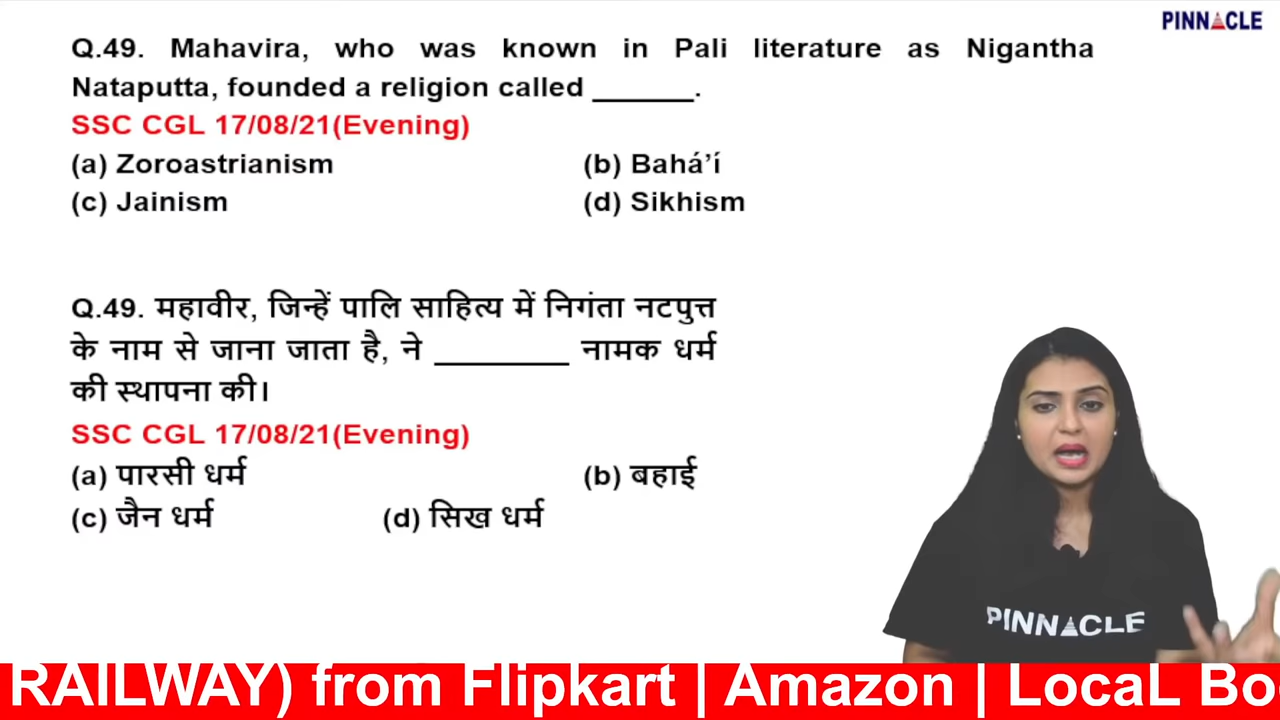 PINNACLE
Q.49. Mahavira, who was known in Pali literature as Nigantha
Nataputta, founded a religion called ______.
SSC CGL 17/08/21(Evening)
(a) Zoroastrianism (b) Bahá’í
(c) Jainism (d) Sikhism
Q.49. महावीर, जिन्हें पालि साहित्य में निगंता नटपुत्त
के नाम से जाना जाता है, ने ________ नामक धर्म
की स्थापना की।
SSC CGL 17/08/21(Evening)
(a) पारसी धर्म (b) बहाई
(c) जैन धर्म (d) सिख धर्म
PINNACLE
RAILWAY) from Flipkart | Amazon | LocaL Bo